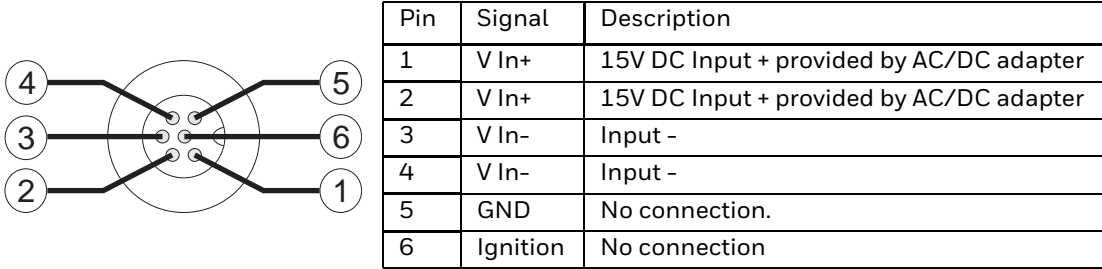 4
5
3
6
2
1
Pin Signal Description
1 V In+ 15V DC Input + provided by AC/DC adapter
2 V In+ 15V DC Input + provided by AC/DC adapter
3 V In- Input -
4 V In- Input -
5 GND No connection.
6 Ignition No connection